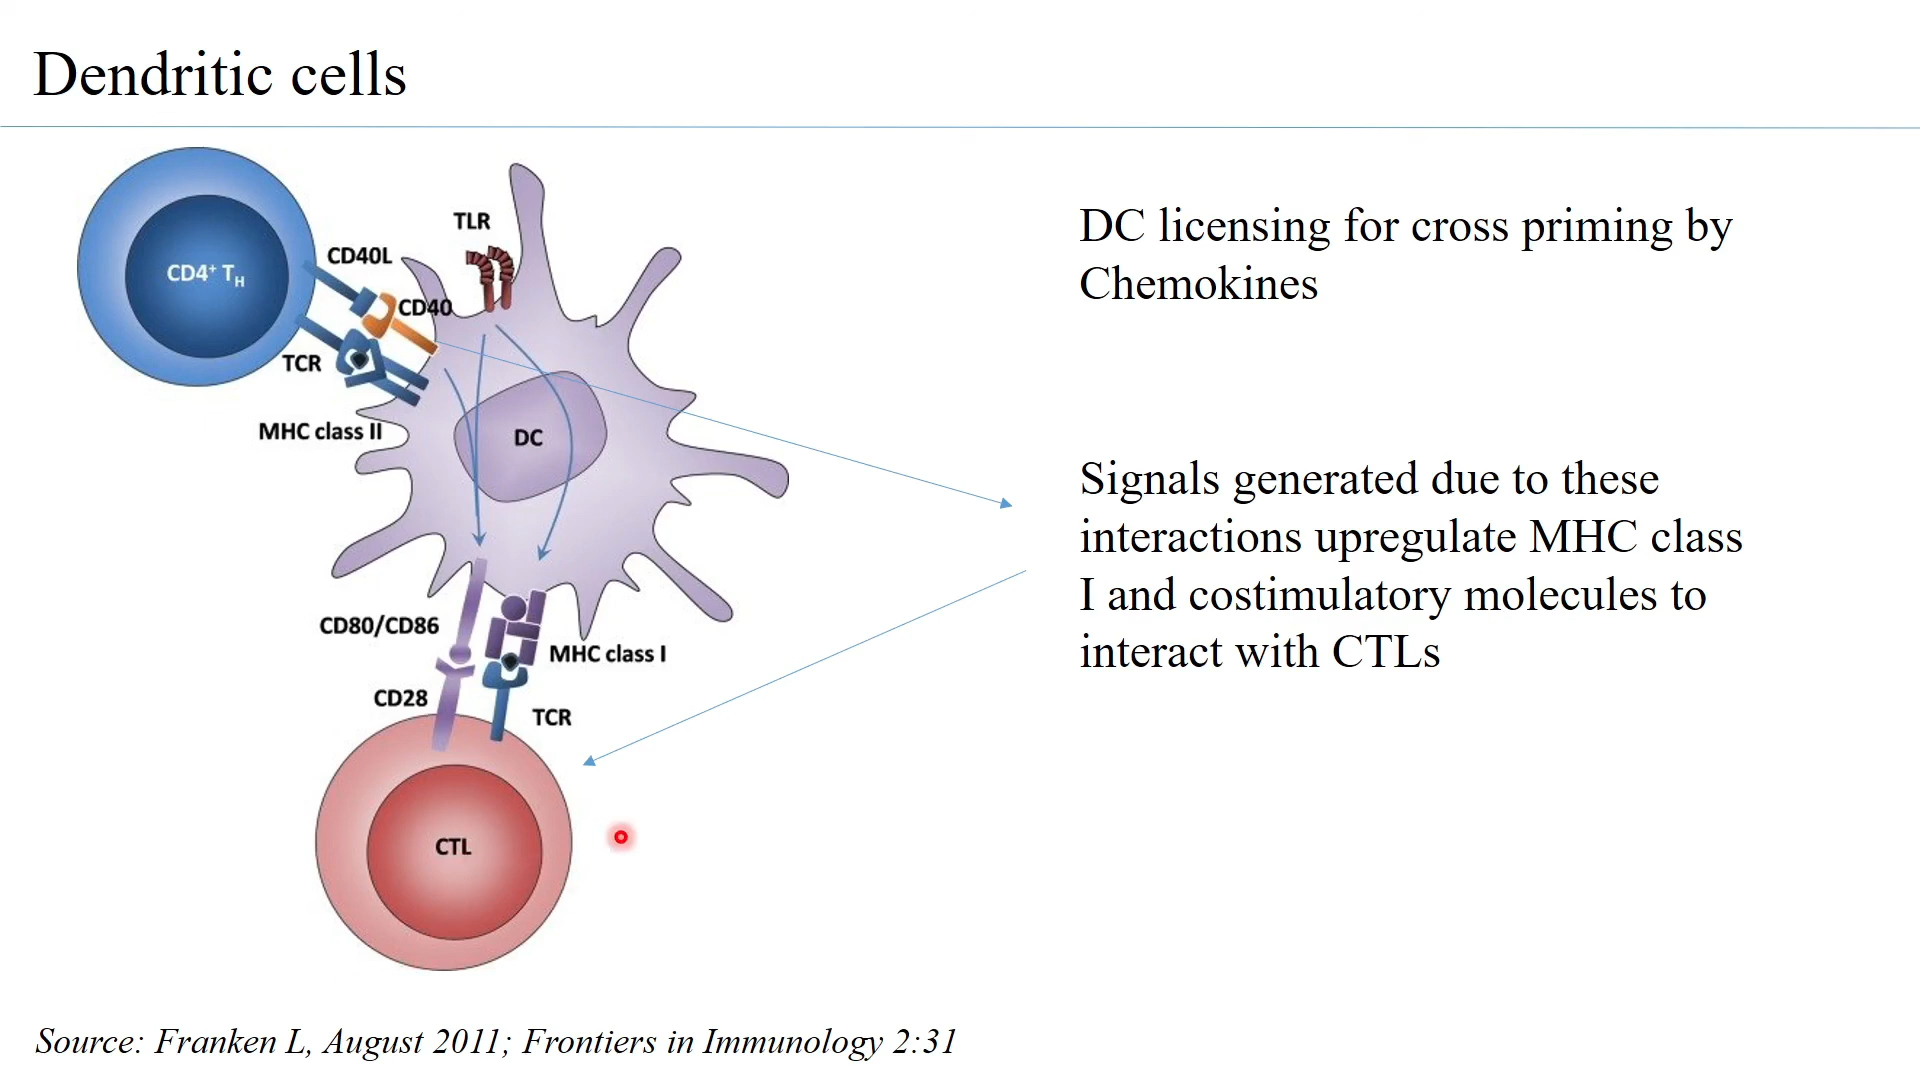 Dendritic cells
CD4⁺ T_H
CD40L
TLR
CD40
TCR
MHC class II
DC
CD80/CD86
MHC class I
CD28
TCR
CTL
DC licensing for cross priming by
Chemokines
Signals generated due to these
interactions upregulate MHC class
I and costimulatory molecules to
interact with CTLs
Source: Franken L, August 2011; Frontiers in Immunology 2:31